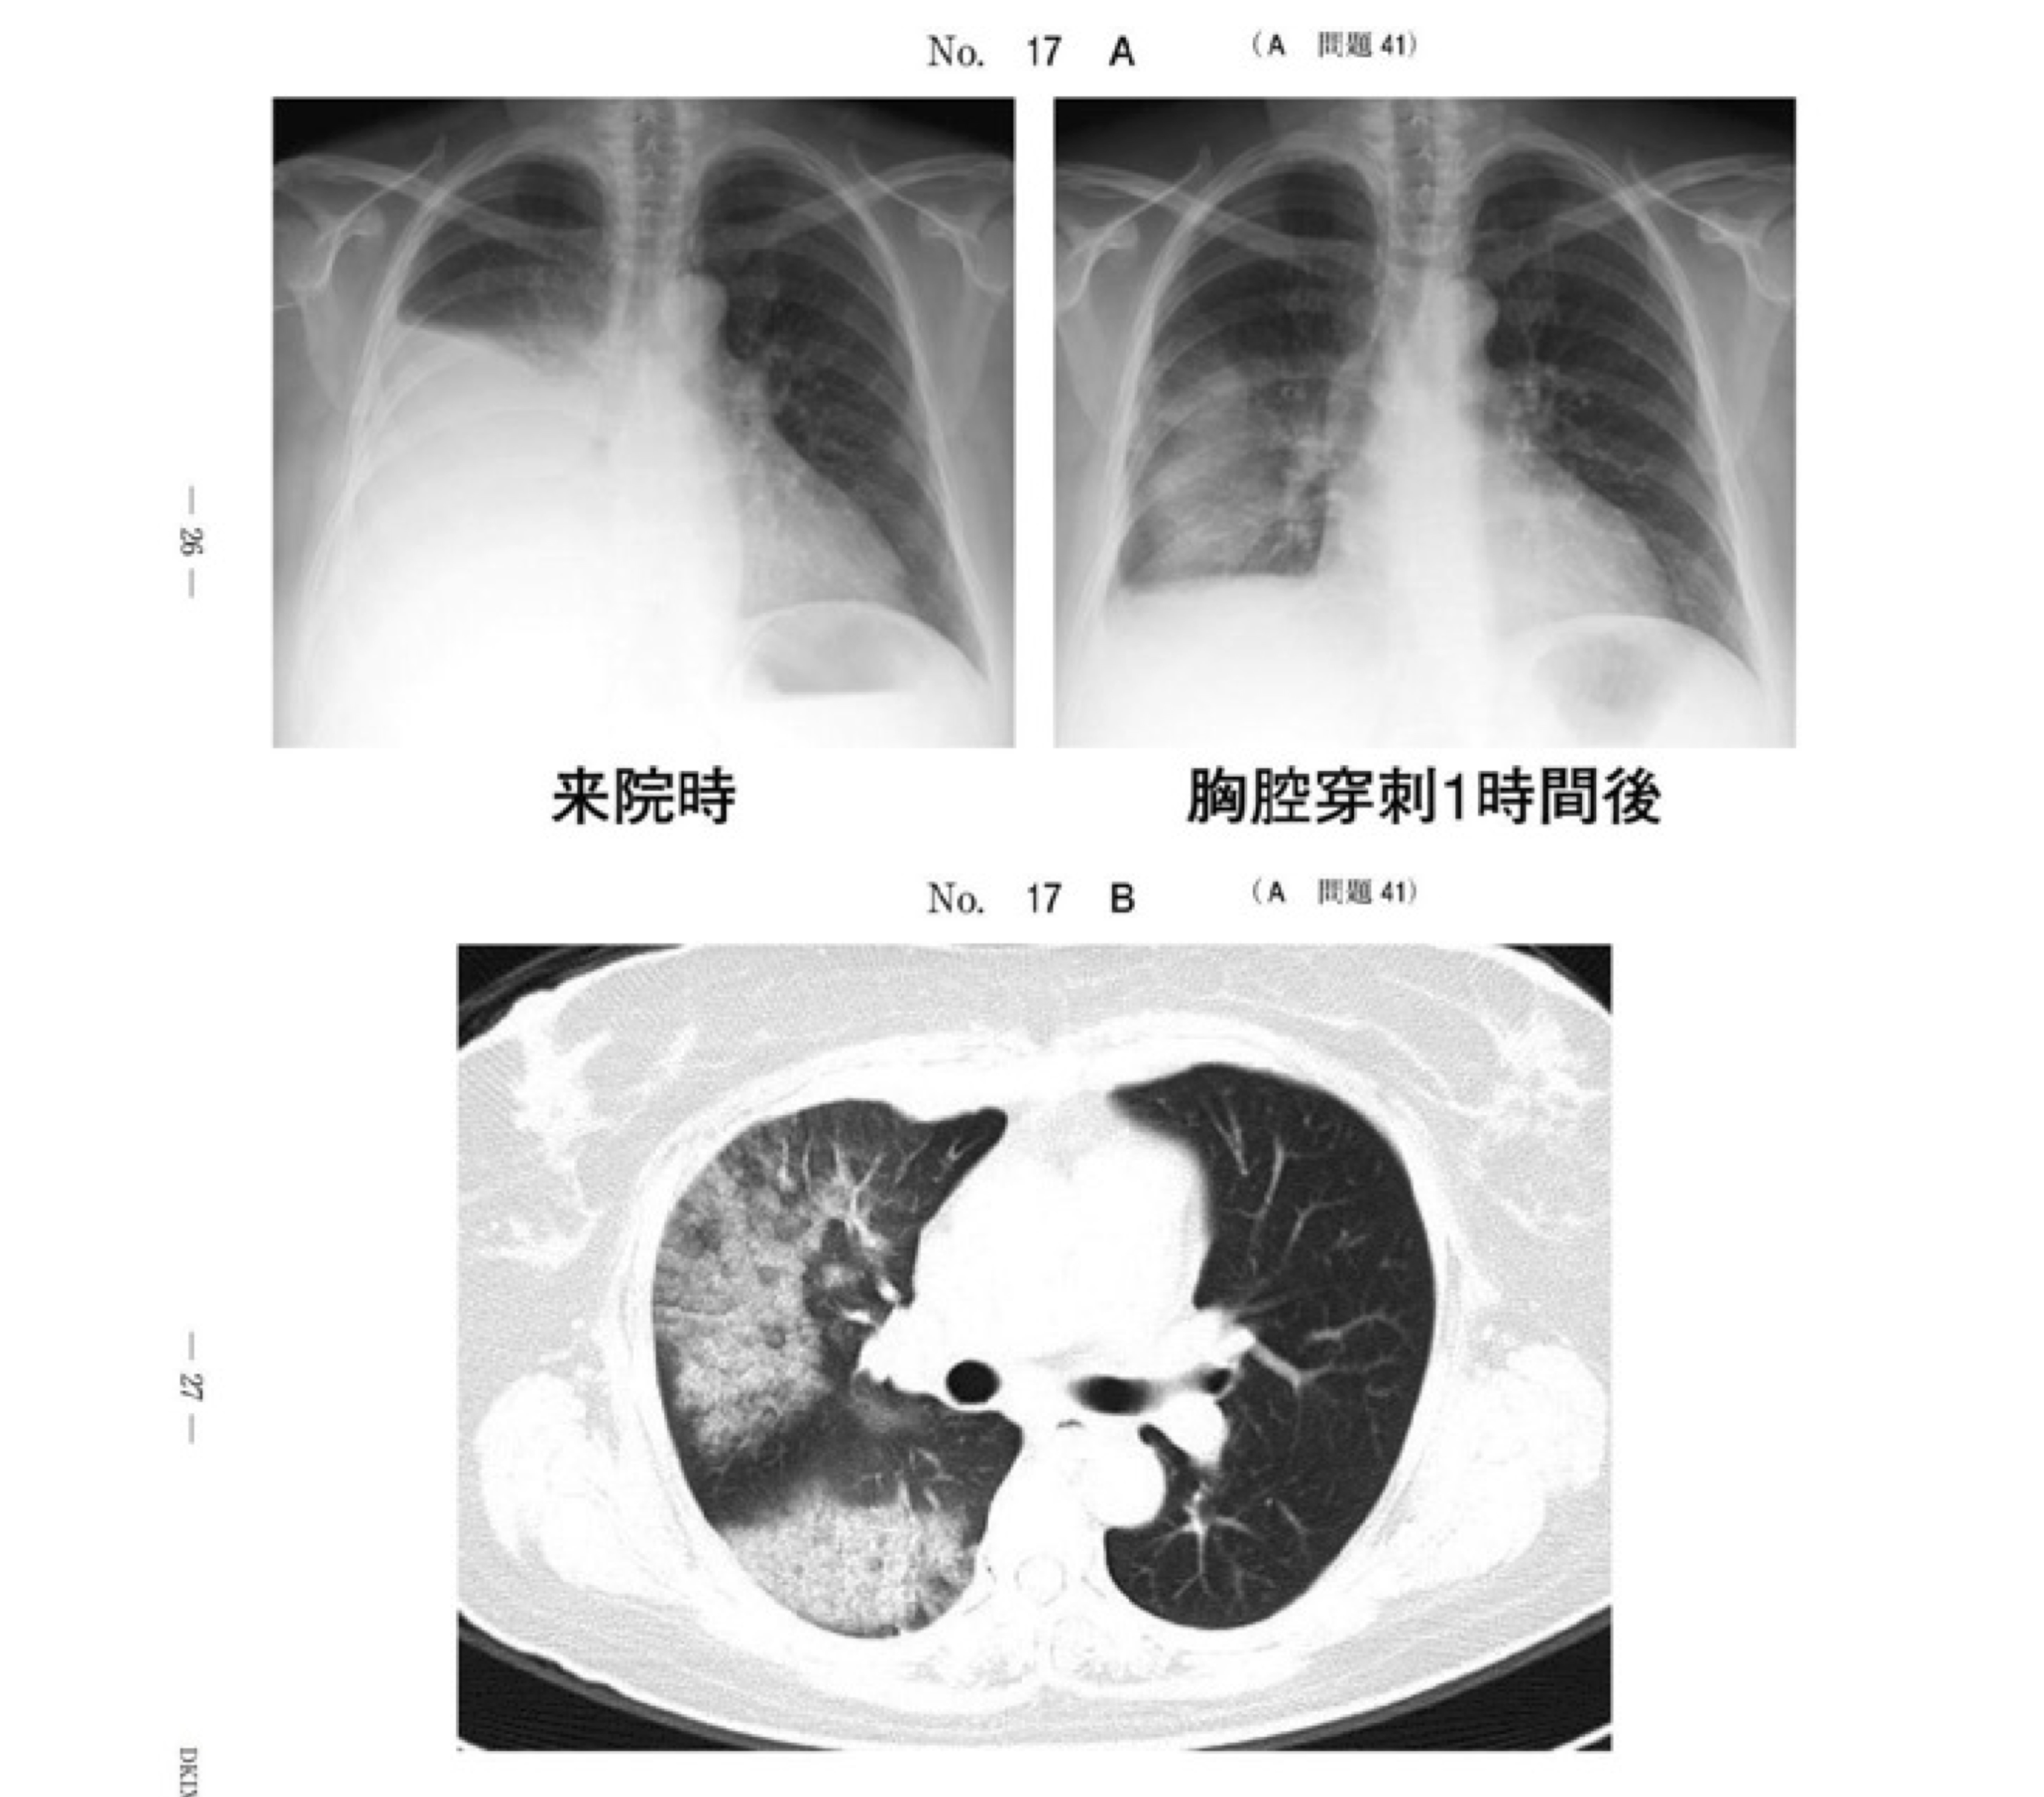 No. 17 A (A 問題 41)
来院時
胸腔穿刺1時間後
— 26 —
No. 17 B (A 問題 41)
— 27 —